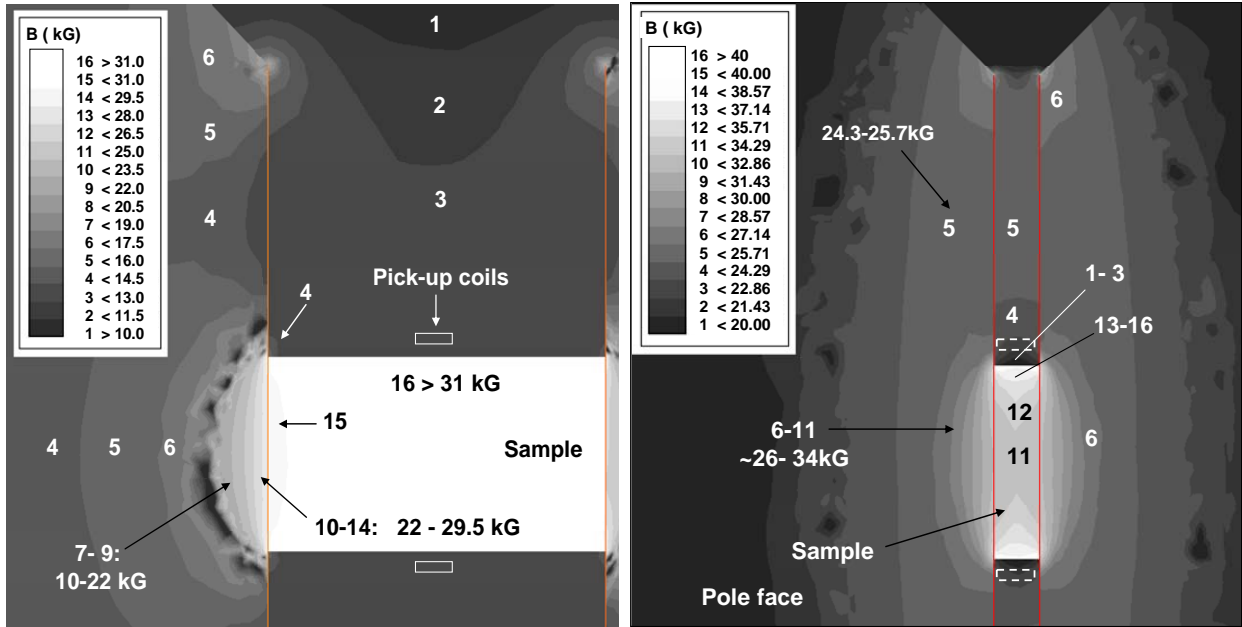 B ( kG)
16 > 31.0
15 < 31.0
14 < 29.5
13 < 28.0
12 < 26.5
11 < 25.0
10 < 23.5
9 < 22.0
8 < 20.5
7 < 19.0
6 < 17.5
5 < 16.0
4 < 14.5
3 < 13.0
2 < 11.5
1 > 10.0
1
6
2
5
3
4
Pick-up coils
4
16 > 31 kG
15
4 5 6
Sample
10-14: 22 - 29.5 kG
7- 9:
10-22 kG
B ( kG)
16 > 40
15 < 40.00
14 < 38.57
13 < 37.14
12 < 35.71
11 < 34.29
10 < 32.86
9 < 31.43
8 < 30.00
7 < 28.57
6 < 27.14
5 < 25.71
4 < 24.29
3 < 22.86
2 < 21.43
1 < 20.00
6
24.3-25.7kG
5 5
1- 3
4
13-16
12
6-11
~26- 34kG
6
11
Sample
Pole face